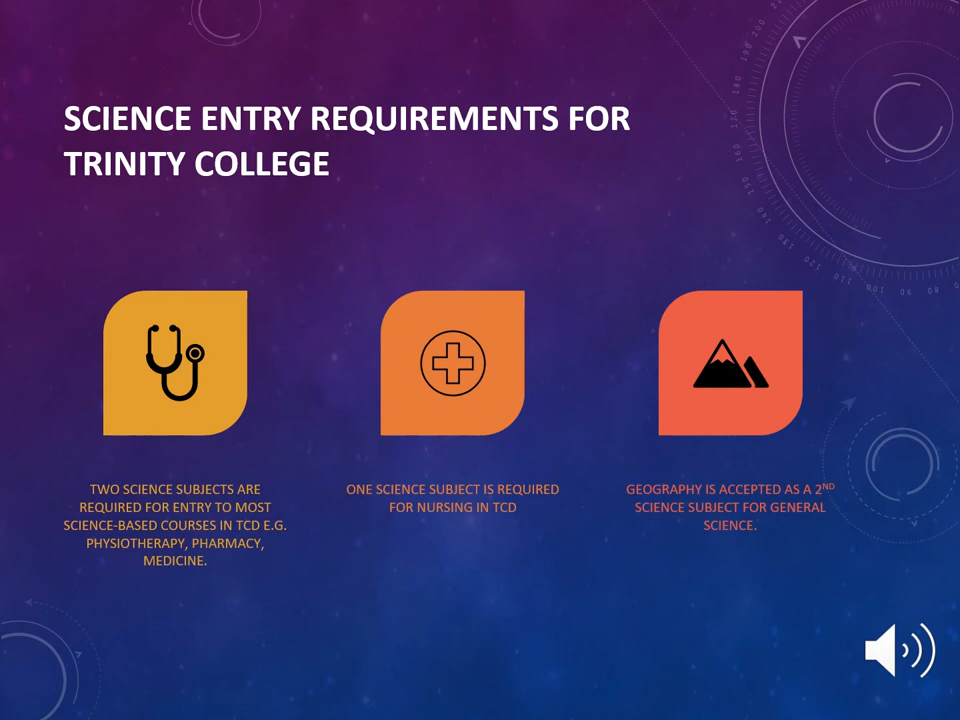 SCIENCE ENTRY REQUIREMENTS FOR
TRINITY COLLEGE
TWO SCIENCE SUBJECTS ARE
REQUIRED FOR ENTRY TO MOST
SCIENCE-BASED COURSES IN TCD E.G.
PHYSIOTHERAPY, PHARMACY,
MEDICINE.
ONE SCIENCE SUBJECT IS REQUIRED
FOR NURSING IN TCD
GEOGRAPHY IS ACCEPTED AS A 2ND
SCIENCE SUBJECT FOR GENERAL
SCIENCE.